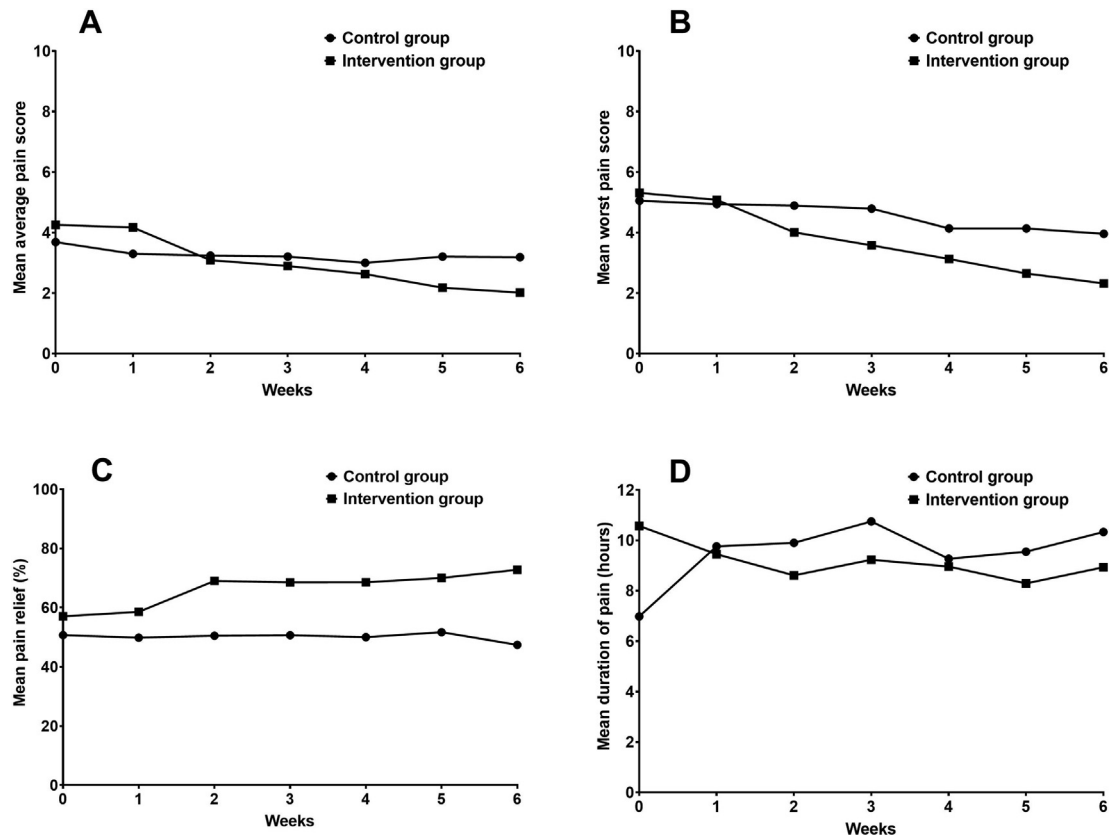 A
Control group
Intervention group
Mean average pain score
10
8
6
4
2
0
0 1 2 3 4 5 6
Weeks
B
Control group
Intervention group
Mean worst pain score
10
8
6
4
2
0
0 1 2 3 4 5 6
Weeks
C
Control group
Intervention group
Mean pain relief (%)
100
80
60
40
20
0
0 1 2 3 4 5 6
Weeks
D
Control group
Intervention group
Mean duration of pain (hours)
12
10
8
6
4
2
0
0 1 2 3 4 5 6
Weeks